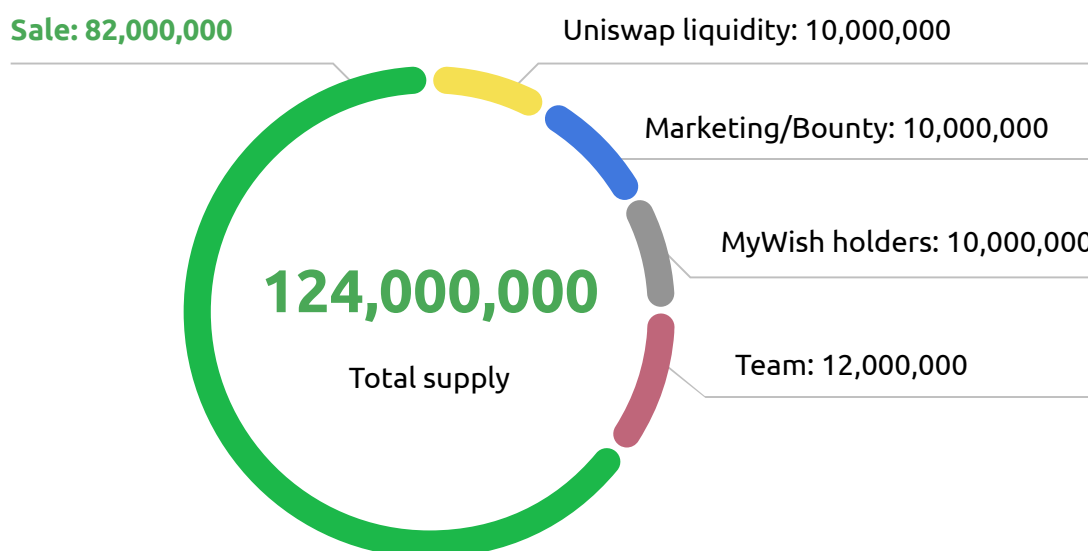 Sale: 82,000,000
Uniswap liquidity: 10,000,000
Marketing/Bounty: 10,000,000
MyWish holders: 10,000,000
124,000,000
Total supply
Team: 12,000,000